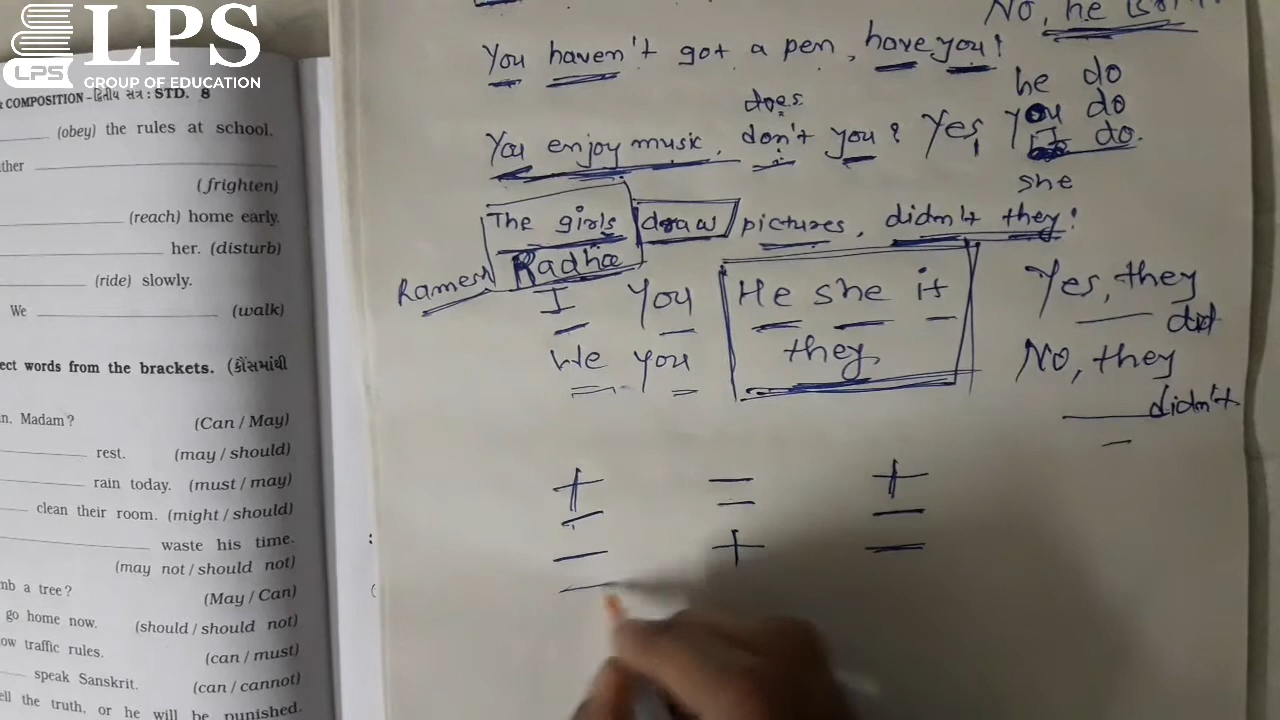 LPS
LPS
GROUP OF EDUCATION
COMPOSITION – દ્વિતીય સત્ર : STD. 8
(obey) the rules at school.
(frighten)
(reach) home early.
her. (disturb)
(ride) slowly.
We (walk)
ect words from the brackets. (કૌંસમાંથી
n. Madam? (Can / May)
rest. (may / should)
rain today. (must / may)
clean their room. (might / should)
waste his time.
(may not / should not)
mb a tree? (May / Can)
go home now. (should / should not)
ow traffic rules. (can / must)
speak Sanskrit. (can / cannot)
ell the truth, or he will be punished.
No, he isn't.
You haven't got a pen, have you?
he do
does
You enjoy music, don't you? Yes, you do
I do.
she
The girls draw pictures, didn't they?
Ramesh Radha
I You He she it
We you they.
Yes, they did
No, they didn't
+ = +
− + −